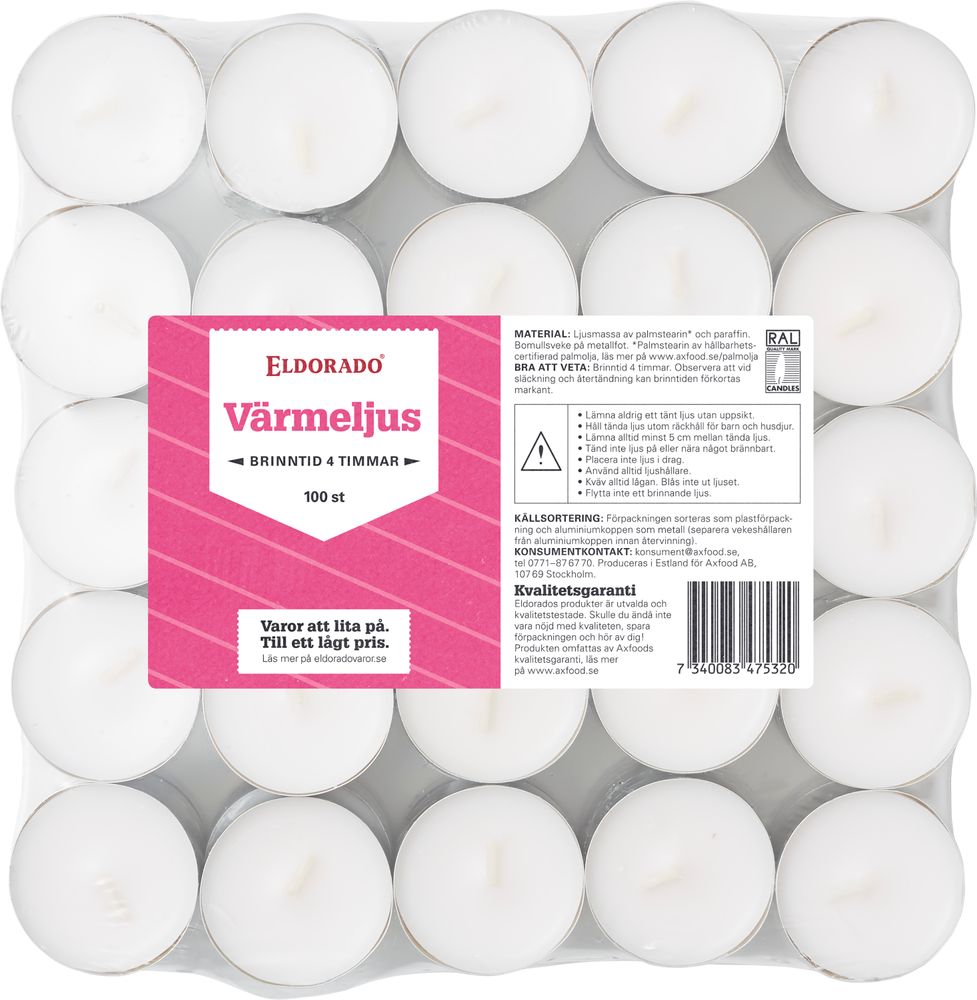 ELDORADO®
Värmeljus
BRINNTID 4 TIMMAR
100 st
Varor att lita på.
Till ett lågt pris.
Läs mer på eldoradovaror.se
MATERIAL: Ljusmassa av palmstearin* och paraffin.
Bomullsveke på metallfot. *Palmstearin av hållbarhets-
certifierad palmolja, läs mer på www.axfood.se/palmolja
BRA ATT VETA: Brinntid 4 timmar. Observera att vid
släckning och återtändning kan brinntiden förkortas
markant.
RAL
QUALITY MARK
CANDLES
• Lämna aldrig ett tänt ljus utan uppsikt.
• Håll tända ljus utom räckhåll för barn och husdjur.
• Lämna alltid minst 5 cm mellan tända ljus.
• Tänd inte ljus på eller nära något brännbart.
• Placera inte ljus i drag.
• Använd alltid ljushållare.
• Kväv alltid lågan. Blås inte ut ljuset.
• Flytta inte ett brinnande ljus.
KÄLLSORTERING: Förpackningen sorteras som plastförpack-
ning och aluminiumkoppen som metall (separera vekeshållaren
från aluminiumkoppen innan återvinning).
KONSUMENTKONTAKT: konsument@axfood.se,
tel 0771–87 67 70. Produceras i Estland för Axfood AB,
107 69 Stockholm.
Kvalitetsgaranti
Eldorados produkter är utvalda och
kvalitetstestade. Skulle du ändå inte
vara nöjd med kvaliteten, spara
förpackningen och hör av dig!
Produkten omfattas av Axfoods
kvalitetsgaranti, läs mer
på www.axfood.se
7 340083 475320